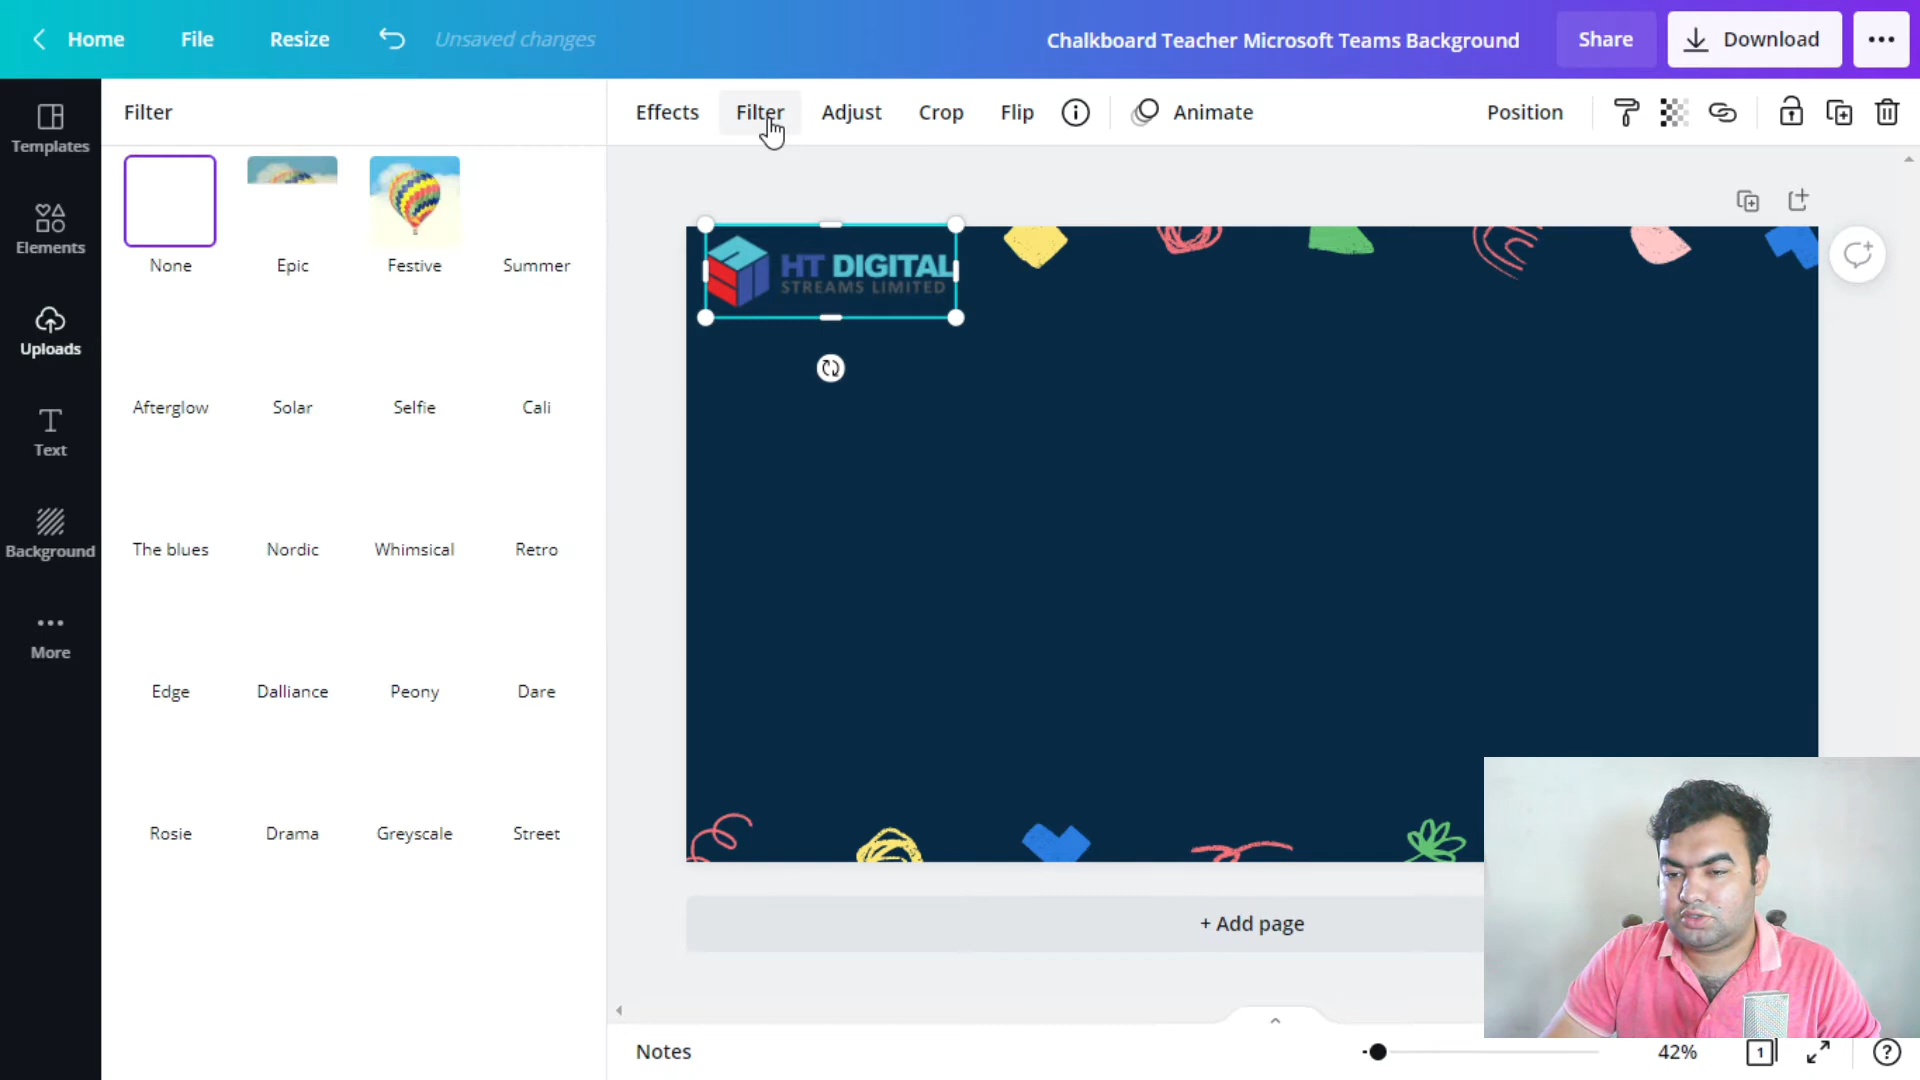 Home File Resize Unsaved changes Chalkboard Teacher Microsoft Teams Background Share Download
Templates
Elements
Uploads
Text
Background
More
Filter
None Epic Festive Summer
Afterglow Solar Selfie Cali
The blues Nordic Whimsical Retro
Edge Dalliance Peony Dare
Rosie Drama Greyscale Street
Effects Filter Adjust Crop Flip Animate Position
HT DIGITAL
STREAMS LIMITED
+ Add page
Notes 42% 1 ?